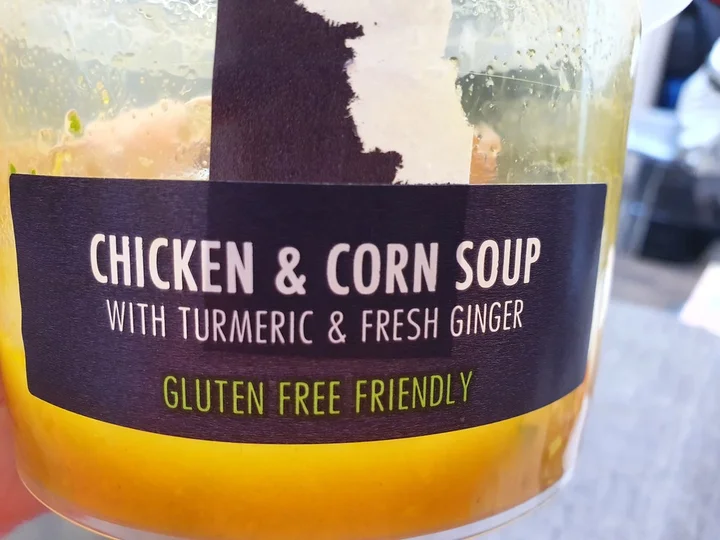 CHICKEN & CORN SOUP
WITH TURMERIC & FRESH GINGER
GLUTEN FREE FRIENDLY